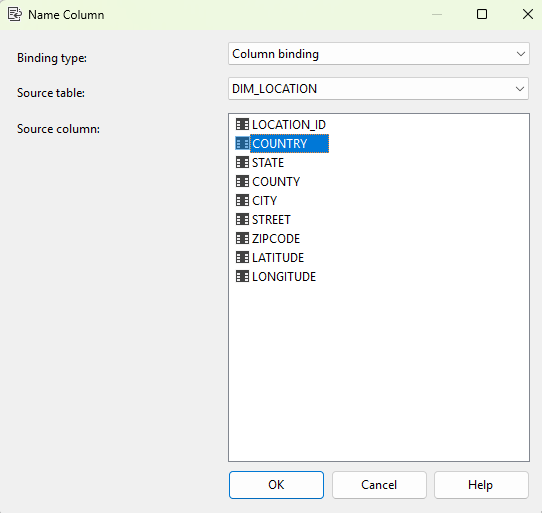 Name Column
Binding type:
Column binding
Source table:
DIM_LOCATION
Source column:
LOCATION_ID
COUNTRY
STATE
COUNTY
CITY
STREET
ZIPCODE
LATITUDE
LONGITUDE
OK
Cancel
Help